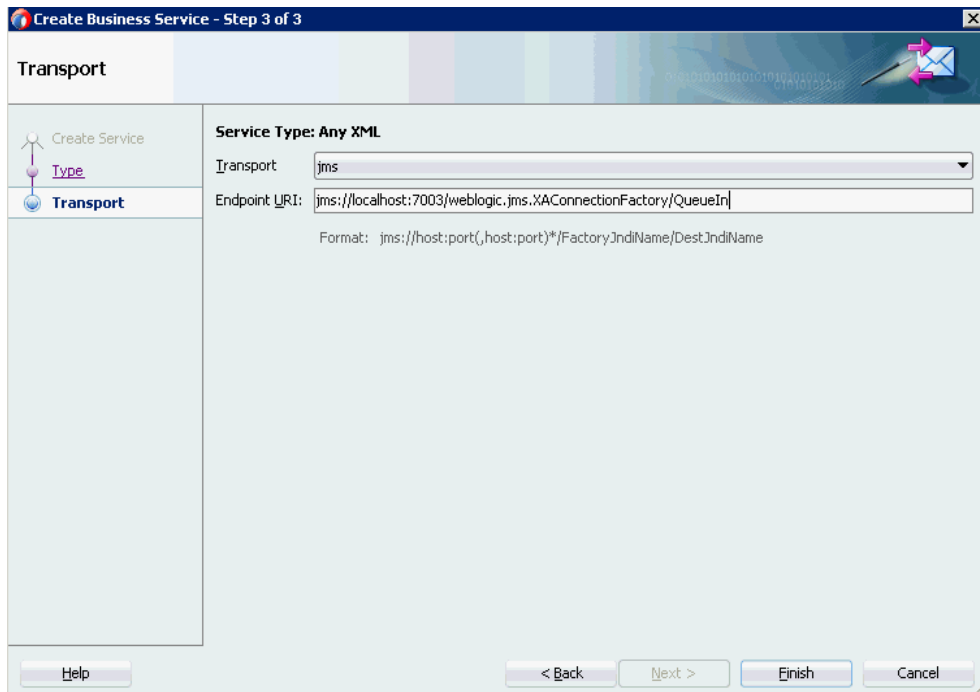 Create Business Service - Step 3 of 3
Transport
Create Service
Type
Transport
Service Type: Any XML
Transport jms
Endpoint URI: jms://localhost:7003/weblogic.jms.XAConnectionFactory/QueueIn
Format: jms://host:port(,host:port)*/FactoryJndiName/DestJndiName
Help < Back Next > Finish Cancel